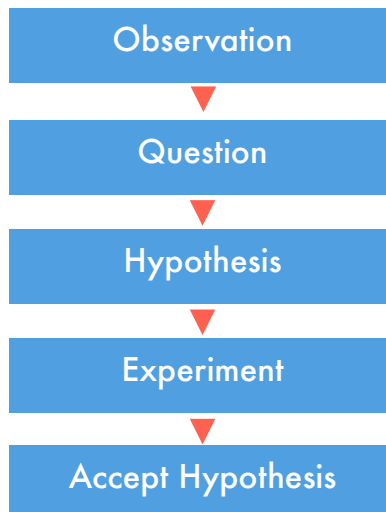 Observation
Question
Hypothesis
Experiment
Accept Hypothesis